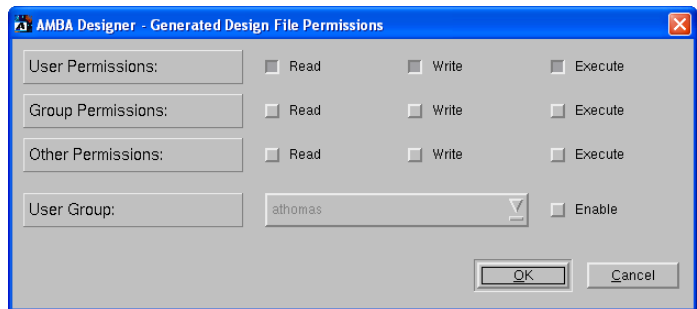 AMBA Designer - Generated Design File Permissions
User Permissions: Read Write Execute
Group Permissions: Read Write Execute
Other Permissions: Read Write Execute
User Group: athomas Enable
OK Cancel